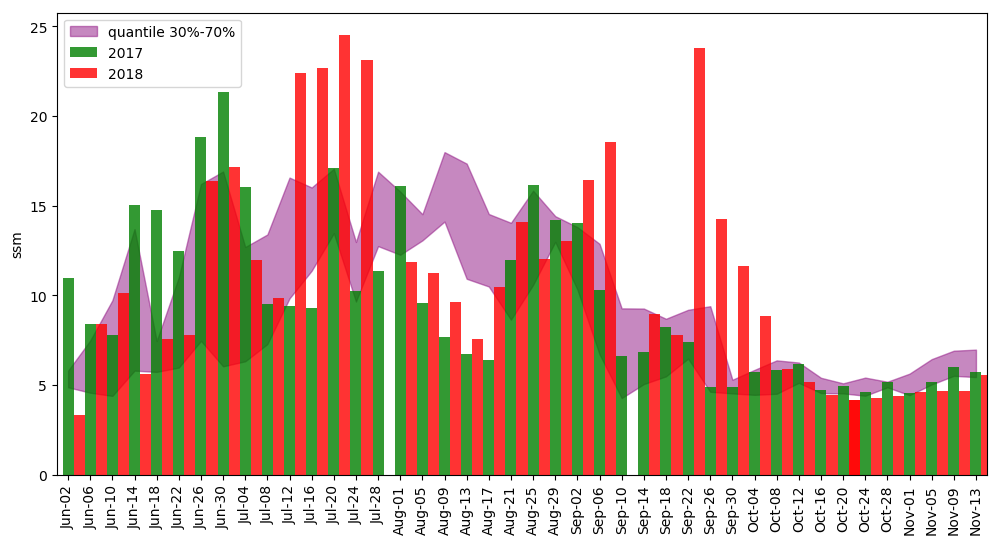 25
20
15
10
5
0
ssm
quantile 30%-70%
2017
2018
Jun-02
Jun-06
Jun-10
Jun-14
Jun-18
Jun-22
Jun-26
Jun-30
Jul-04
Jul-08
Jul-12
Jul-16
Jul-20
Jul-24
Jul-28
Aug-01
Aug-05
Aug-09
Aug-13
Aug-17
Aug-21
Aug-25
Aug-29
Sep-02
Sep-06
Sep-10
Sep-14
Sep-18
Sep-22
Sep-26
Sep-30
Oct-04
Oct-08
Oct-12
Oct-16
Oct-20
Oct-24
Oct-28
Nov-01
Nov-05
Nov-09
Nov-13